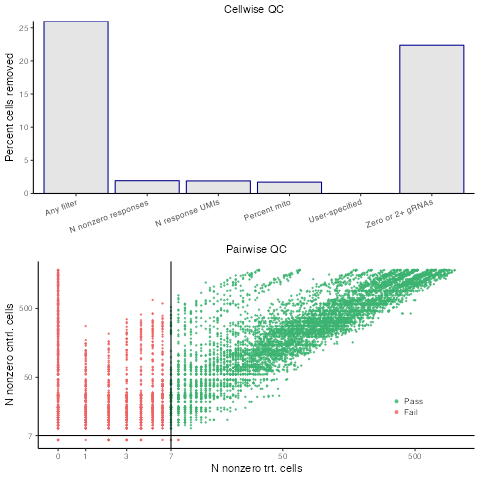 Cellwise QC
Percent cells removed
25
20
15
10
5
0
Any filter
N nonzero responses
N response UMIs
Percent mito
User-specified
Zero or 2+ gRNAs
Pairwise QC
N nonzero cntrl. cells
500
50
7
Pass
Fail
0 1 3 7 50 500
N nonzero trt. cells